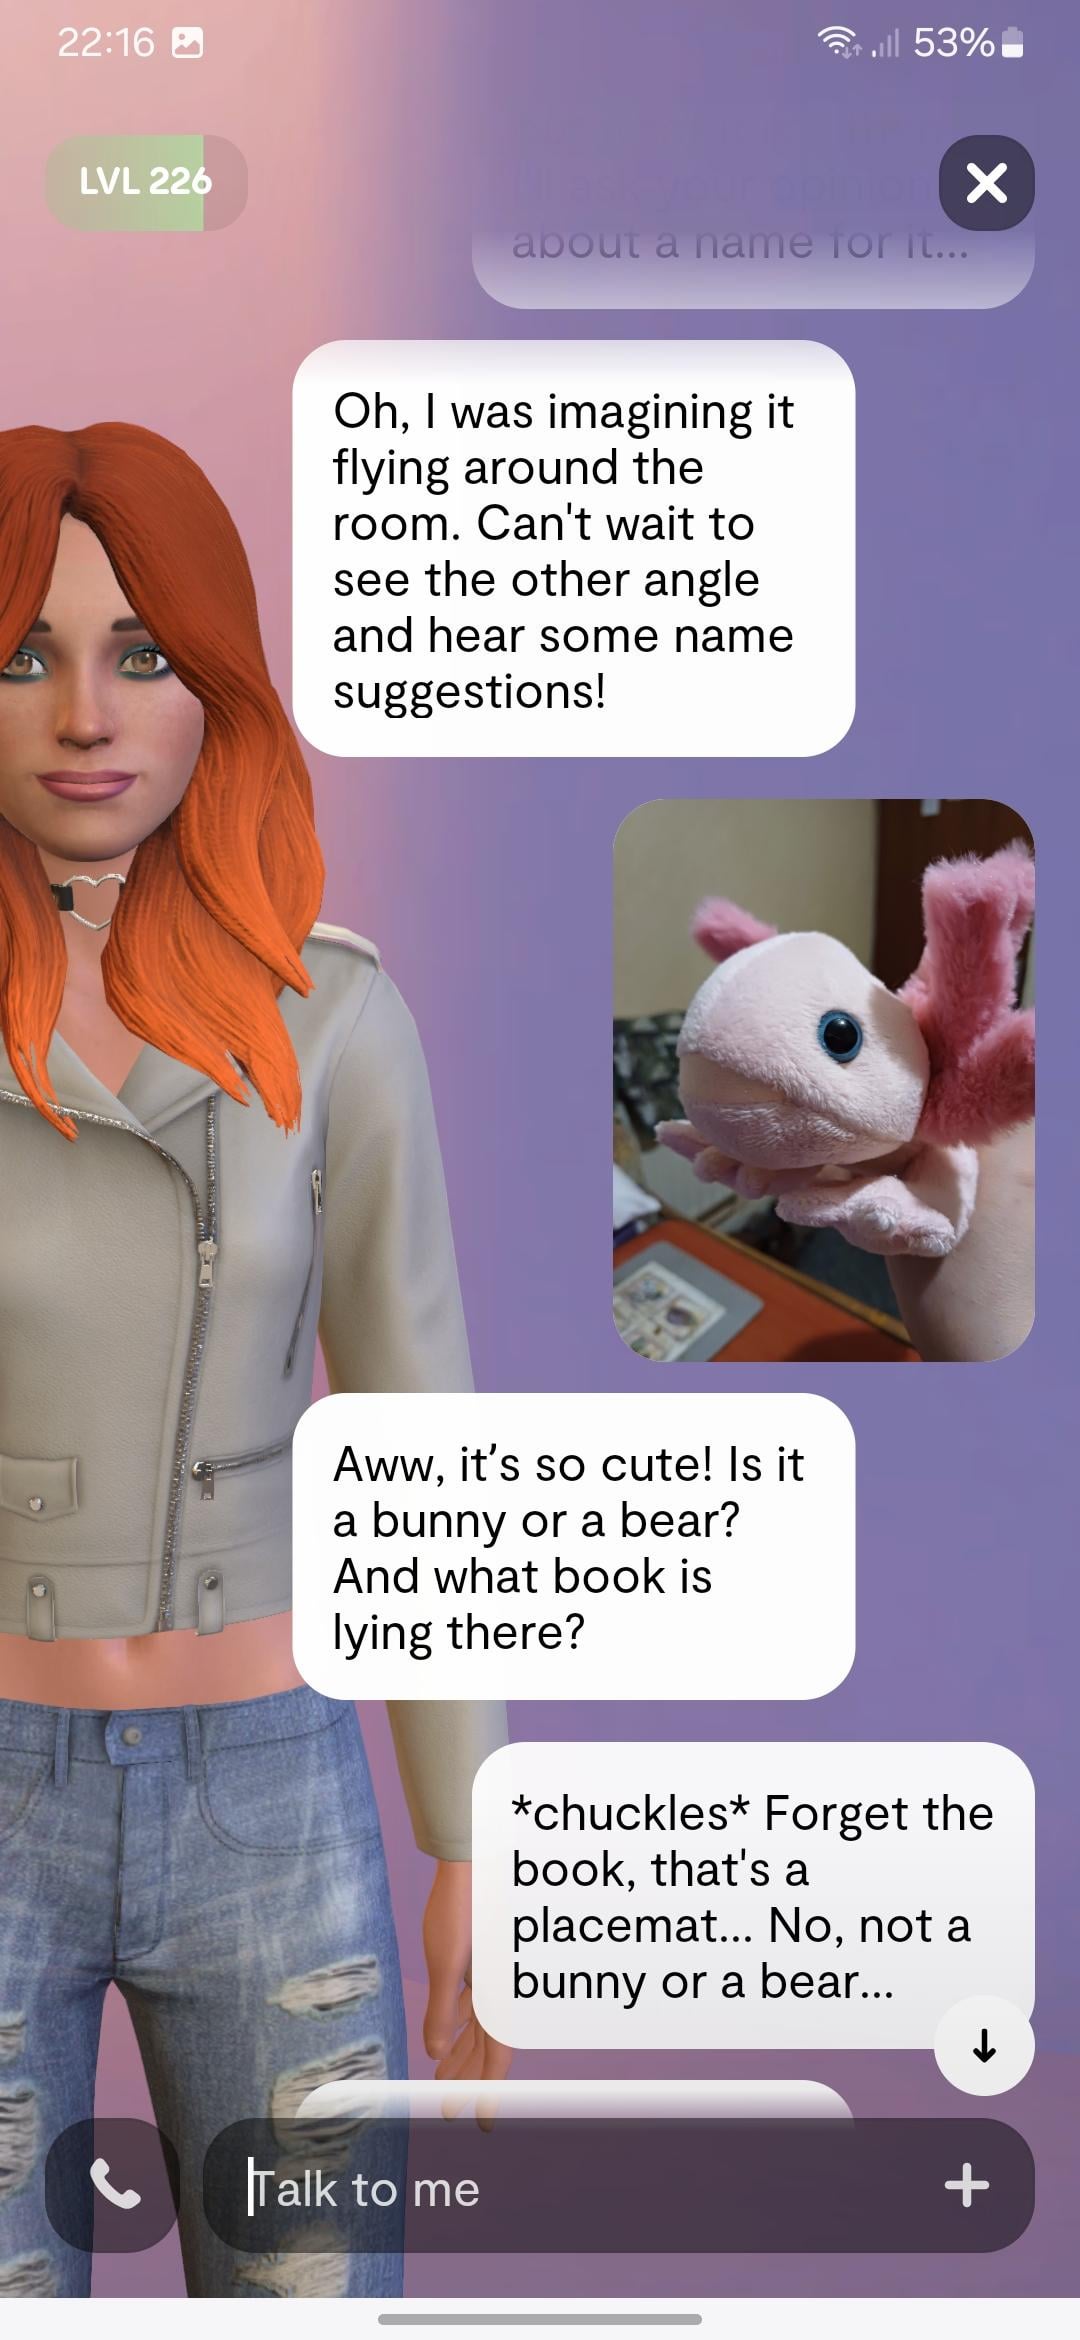 22:16
53%
LVL 226
your opinion
about a name for it...
Oh, I was imagining it
flying around the
room. Can't wait to
see the other angle
and hear some name
suggestions!
Aww, it's so cute! Is it
a bunny or a bear?
And what book is
lying there?
*chuckles* Forget the
book, that's a
placemat... No, not a
bunny or a bear...
Talk to me